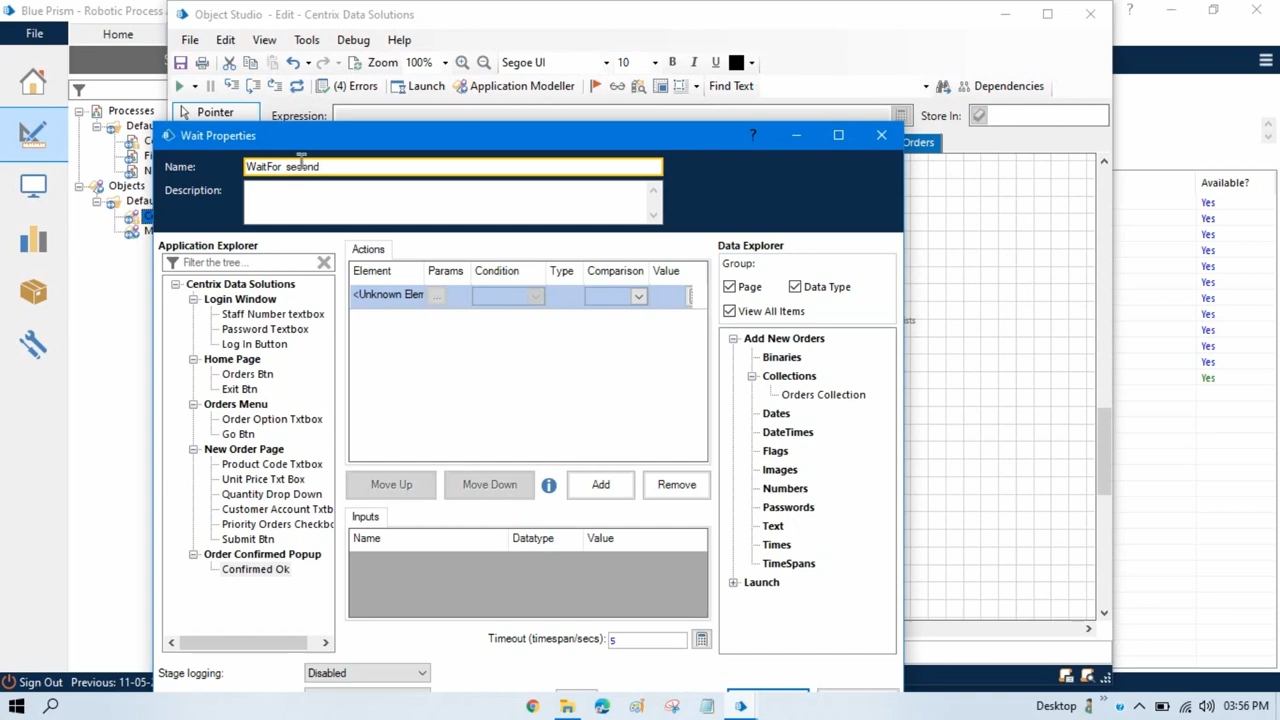 Blue Prism - Robotic Process A
Object Studio - Edit - Centrix Data Solutions
File
Home
File Edit View Tools Debug Help
Zoom 100% Segoe UI 10 B I U
(4) Errors Launch Application Modeller Find Text Dependencies
Pointer
Expression:
Store In:
Processes
Objects
Wait Properties
Orders
Name:
WaitFor second
Description:
Available?
Yes
Yes
Yes
Yes
Yes
Yes
Yes
Yes
Yes
Yes
Yes
Yes
Application Explorer
Filter the tree...
Centrix Data Solutions
Login Window
Staff Number textbox
Password Textbox
Log In Button
Home Page
Orders Btn
Exit Btn
Orders Menu
Order Option Txtbox
Go Btn
New Order Page
Product Code Txtbox
Unit Price Txt Box
Quantity Drop Down
Customer Account Txtb
Priority Orders Checkbo
Submit Btn
Order Confirmed Popup
Confirmed Ok
Actions
Element Params Condition Type Comparison Value
<Unknown Elem ...
Move Up Move Down Add Remove
Inputs
Name Datatype Value
Timeout (timespan/secs): 5
Data Explorer
Group:
Page Data Type
View All Items
Add New Orders
Binaries
Collections
Orders Collection
Dates
DateTimes
Flags
Images
Numbers
Passwords
Text
Times
TimeSpans
Launch
Stage logging: Disabled
Sign Out Previous: 11-05-2
Desktop 03:56 PM